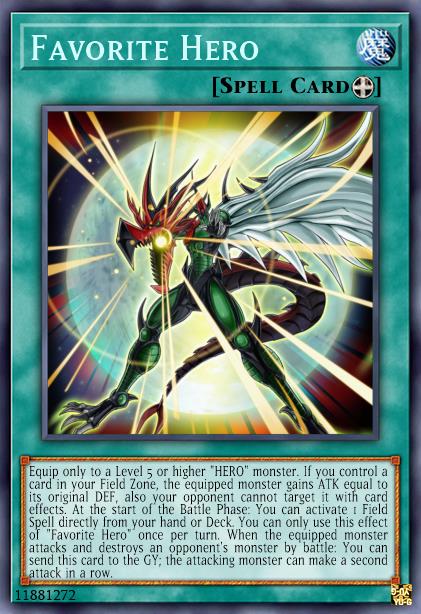 FAVORITE HERO
魔
[SPELL CARD]
Equip only to a Level 5 or higher "HERO" monster. If you control
a card in your Field Zone, the equipped monster gains ATK equal
to its original DEF, also your opponent cannot target it with card
effects. At the start of the Battle Phase: You can activate 1 Field
Spell directly from your hand or Deck. You can only use this effect
of "Favorite Hero" once per turn. When the equipped monster
attacks and destroys an opponent's monster by battle: You can
send this card to the GY; the attacking monster can make a second
attack in a row.
11881272